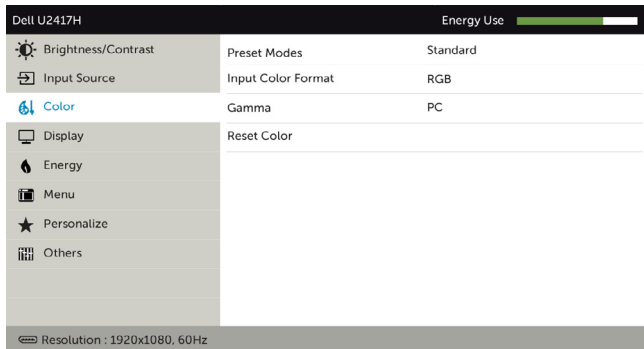 Dell U2417H Energy Use
Brightness/Contrast
Input Source
Color
Display
Energy
Menu
Personalize
Others
Preset Modes Standard
Input Color Format RGB
Gamma PC
Reset Color
Resolution : 1920x1080, 60Hz